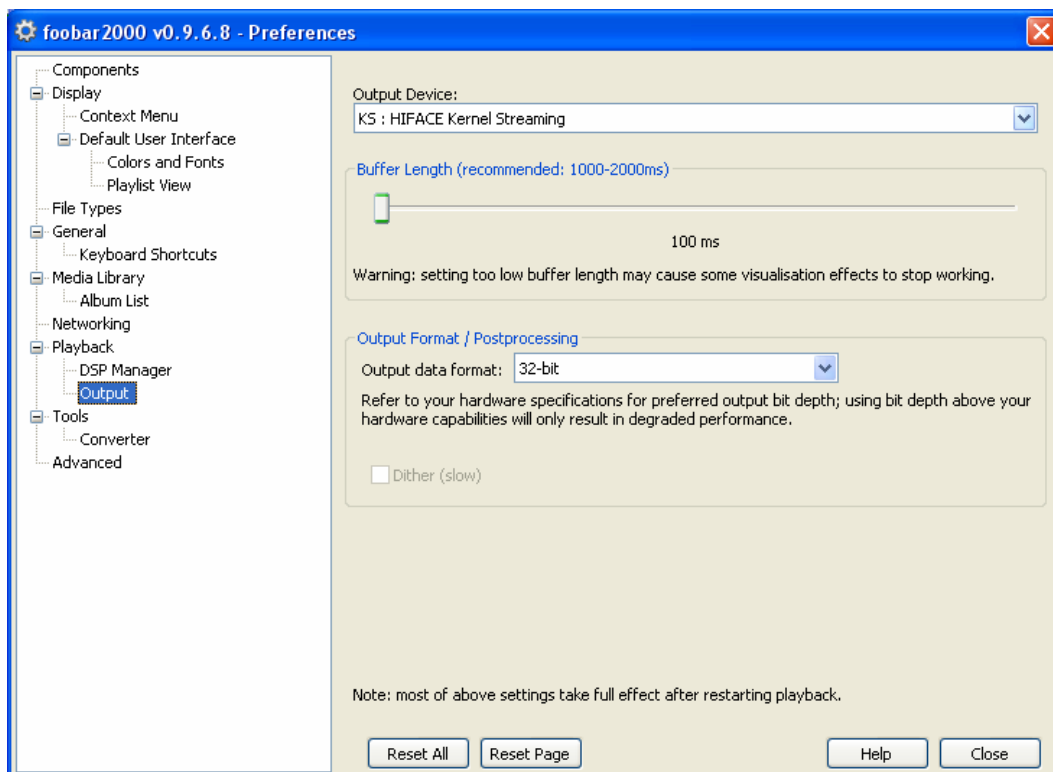 foobar2000 v0.9.6.8 - Preferences
Components
Display
Context Menu
Default User Interface
Colors and Fonts
Playlist View
File Types
General
Keyboard Shortcuts
Media Library
Album List
Networking
Playback
DSP Manager
Output
Tools
Converter
Advanced
Output Device:
KS : HIFACE Kernel Streaming
Buffer Length (recommended: 1000-2000ms)
100 ms
Warning: setting too low buffer length may cause some visualisation effects to stop working.
Output Format / Postprocessing
Output data format: 32-bit
Refer to your hardware specifications for preferred output bit depth; using bit depth above your
hardware capabilities will only result in degraded performance.
Dither (slow)
Note: most of above settings take full effect after restarting playback.
Reset All Reset Page Help Close